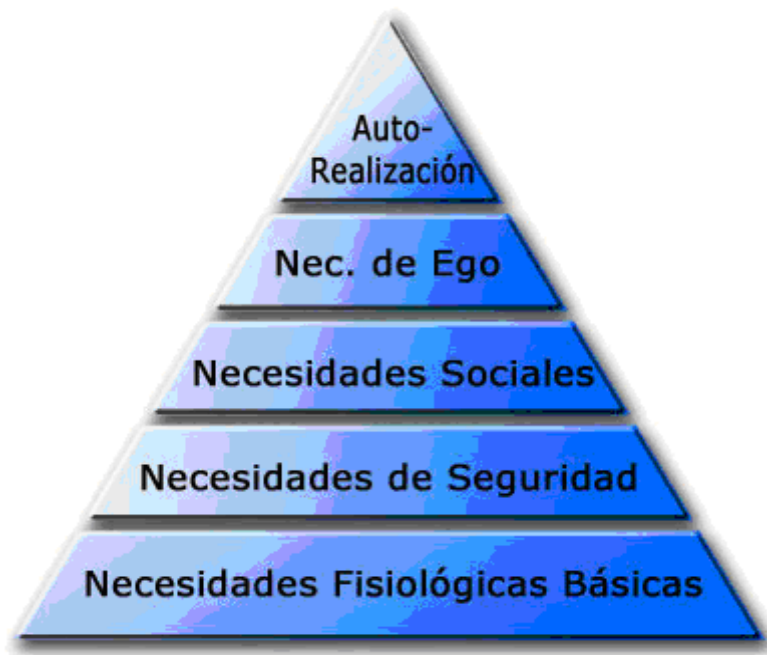 Auto-
Realización
Nec. de Ego
Necesidades Sociales
Necesidades de Seguridad
Necesidades Fisiológicas Básicas